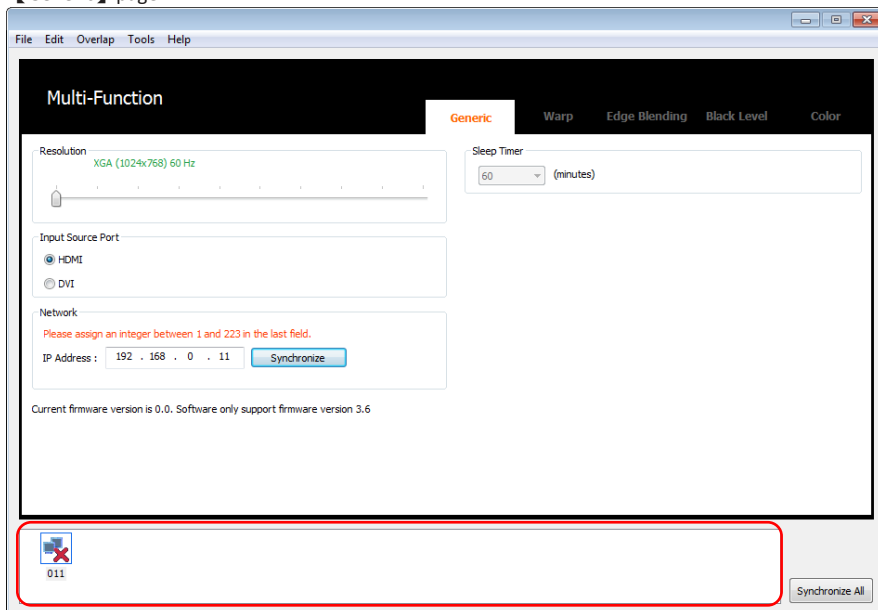 File Edit Overlap Tools Help
Multi-Function
Generic Warp Edge Blending Black Level Color
Resolution
XGA (1024x768) 60 Hz
Sleep Timer
60 (minutes)
Input Source Port
HDMI
DVI
Network
Please assign an integer between 1 and 223 in the last field.
IP Address : 192 . 168 . 0 . 11 Synchronize
Current firmware version is 0.0. Software only support firmware version 3.6
011
Synchronize All